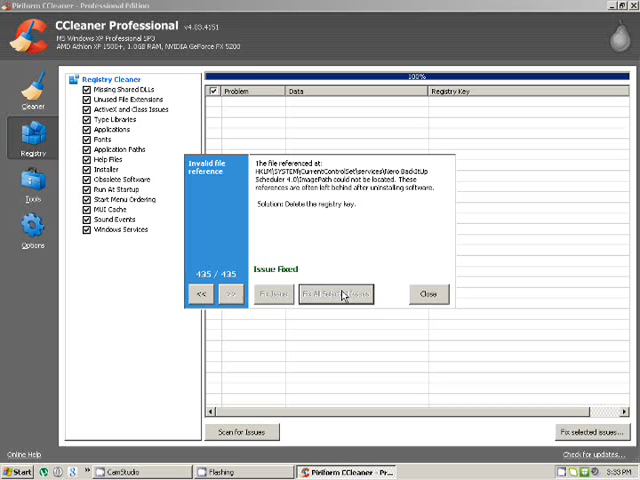 Piriform CCleaner - Professional Edition
CCleaner Professional v4.03.4151
MS Windows XP Professional SP3
AMD Athlon XP 1500+, 1.0GB RAM, NVIDIA GeForce FX 5200
Cleaner
Registry
Tools
Options
Registry Cleaner
Missing Shared DLLs
Unused File Extensions
ActiveX and Class Issues
Type Libraries
Applications
Fonts
Application Paths
Help Files
Installer
Obsolete Software
Run At Startup
Start Menu Ordering
MUI Cache
Sound Events
Windows Services
100%
Problem Data Registry Key
Invalid file
reference
435 / 435
The file referenced at:
HKLM\SYSTEM\CurrentControlSet\services\Nero BackItUp
Scheduler 4.0\ImagePath could not be located. These
references are often left behind after uninstalling software.
Solution: Delete the registry key.
Issue Fixed
<< >> Fix Issue Fix All Close
Scan for Issues
Fix selected issues...
Online Help
Check for updates...
Start
CamStudio
Flashing
Piriform CCleaner - Pr...
3:33 PM